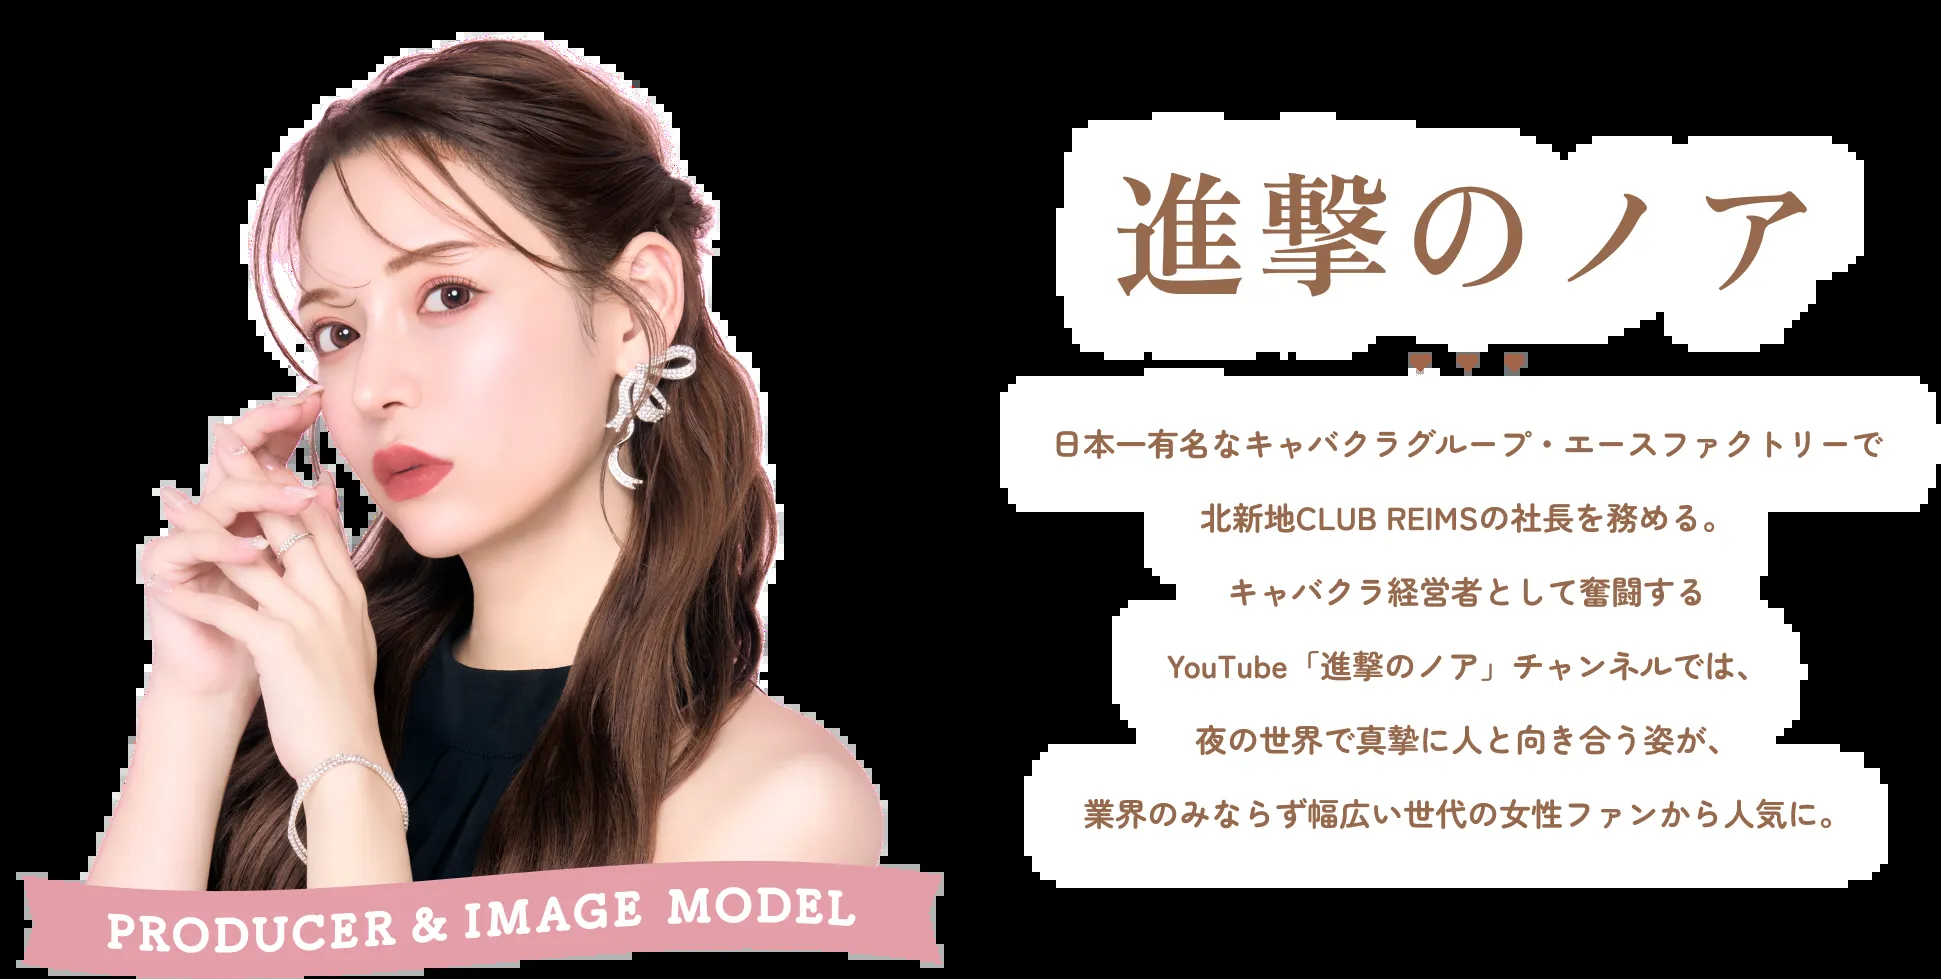 進撃のノア
日本一有名なキャバクラグループ・エースファクトリーで
北新地CLUB REIMSの社長を務める。
キャバクラ経営者として奮闘する
YouTube「進撃のノア」チャンネルでは、
夜の世界で真摯に人と向き合う姿が、
業界のみならず幅広い世代の女性ファンから人気に。
PRODUCER & IMAGE MODEL